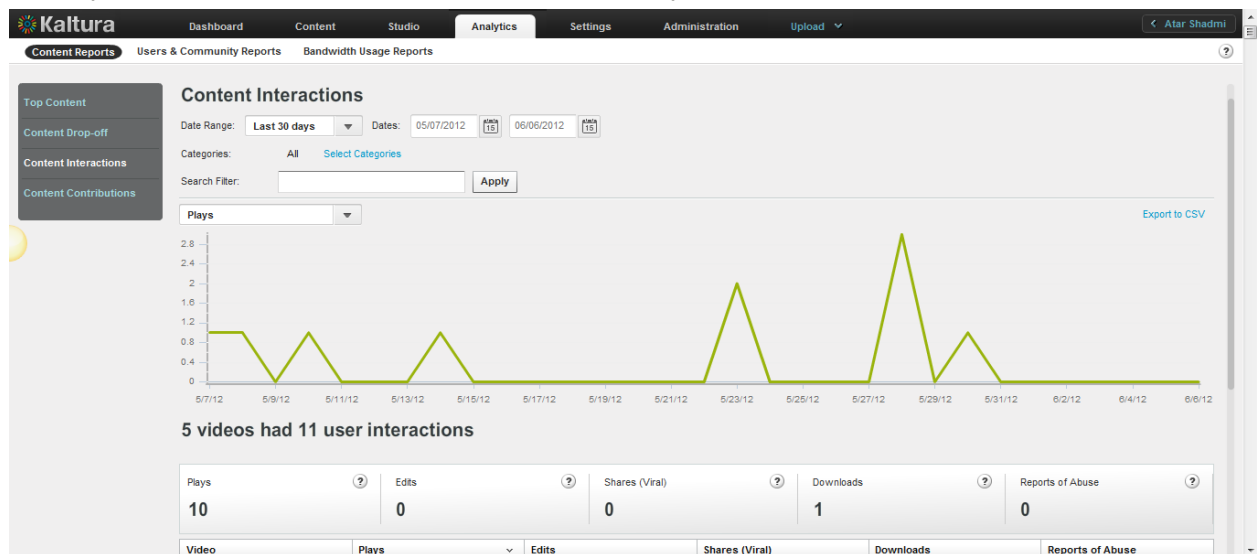 Kaltura Dashboard Content Studio Analytics Settings Administration Upload Atar Shadmi
Content Reports Users & Community Reports Bandwidth Usage Reports ?
Top Content
Content Drop-off
Content Interactions
Content Contributions
Content Interactions
Date Range: Last 30 days Dates: 05/07/2012 15 06/06/2012 15
Categories: All Select Categories
Search Filter: Apply
Plays Export to CSV
2.8
2.4
2
1.6
1.2
0.8
0.4
0
5/7/12 5/9/12 5/11/12 5/13/12 5/15/12 5/17/12 5/19/12 5/21/12 5/23/12 5/25/12 5/27/12 5/29/12 5/31/12 6/2/12 6/4/12 6/6/12
5 videos had 11 user interactions
Plays ? Edits ? Shares (Viral) ? Downloads ? Reports of Abuse ?
10 0 0 1 0
Video Plays Edits Shares (Viral) Downloads Reports of Abuse